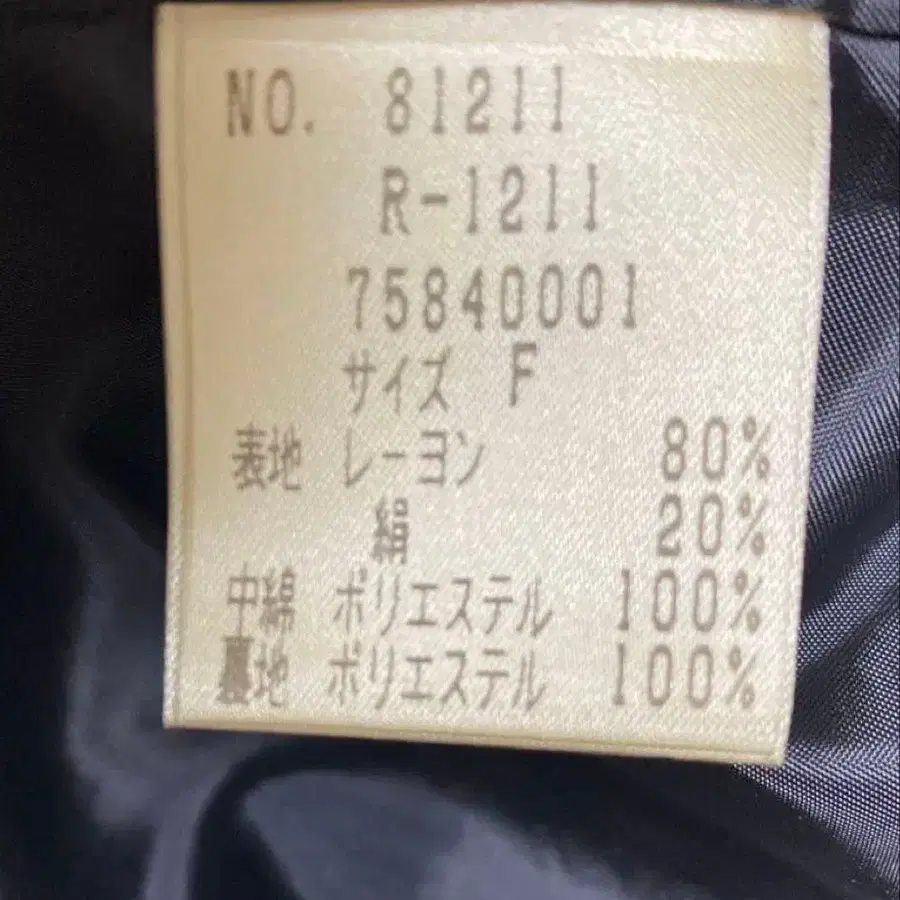 NO. 81211
R-1211
75840001
サイズ F
表地 レーヨン 80%
絹 20%
中綿 ポリエステル 100%
裏地 ポリエステル 100%